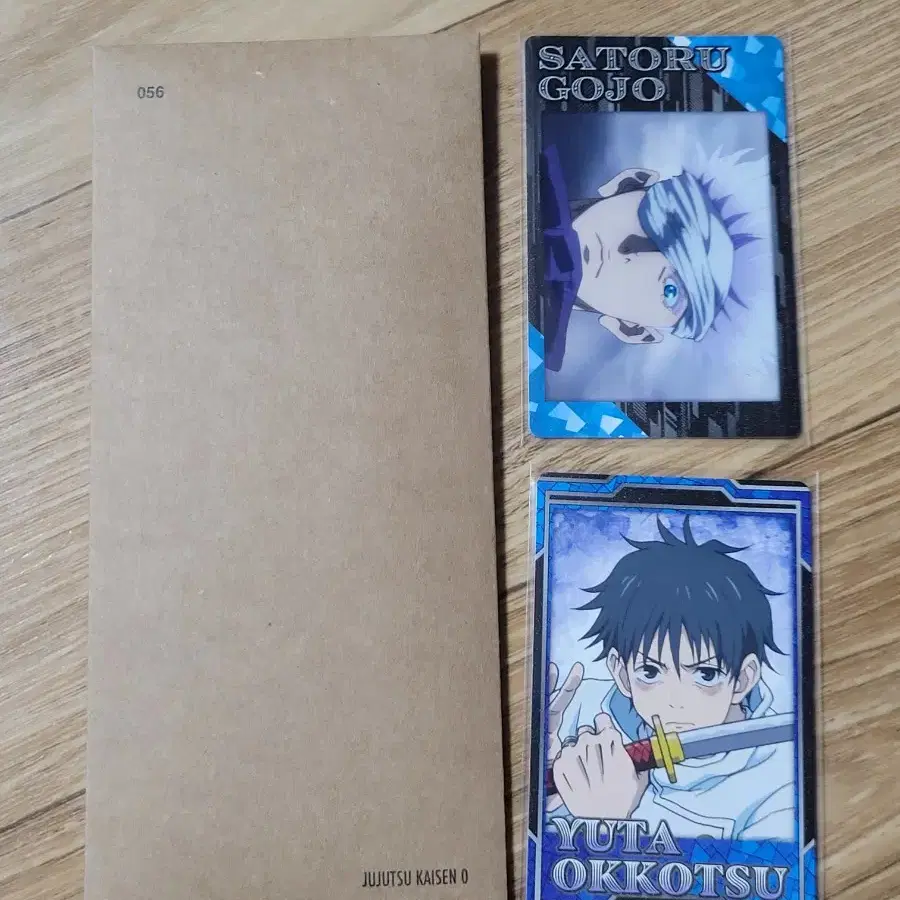 056
JUJUTSU KAISEN 0
SATORU
GOJO
YUTA
OKKOTSU